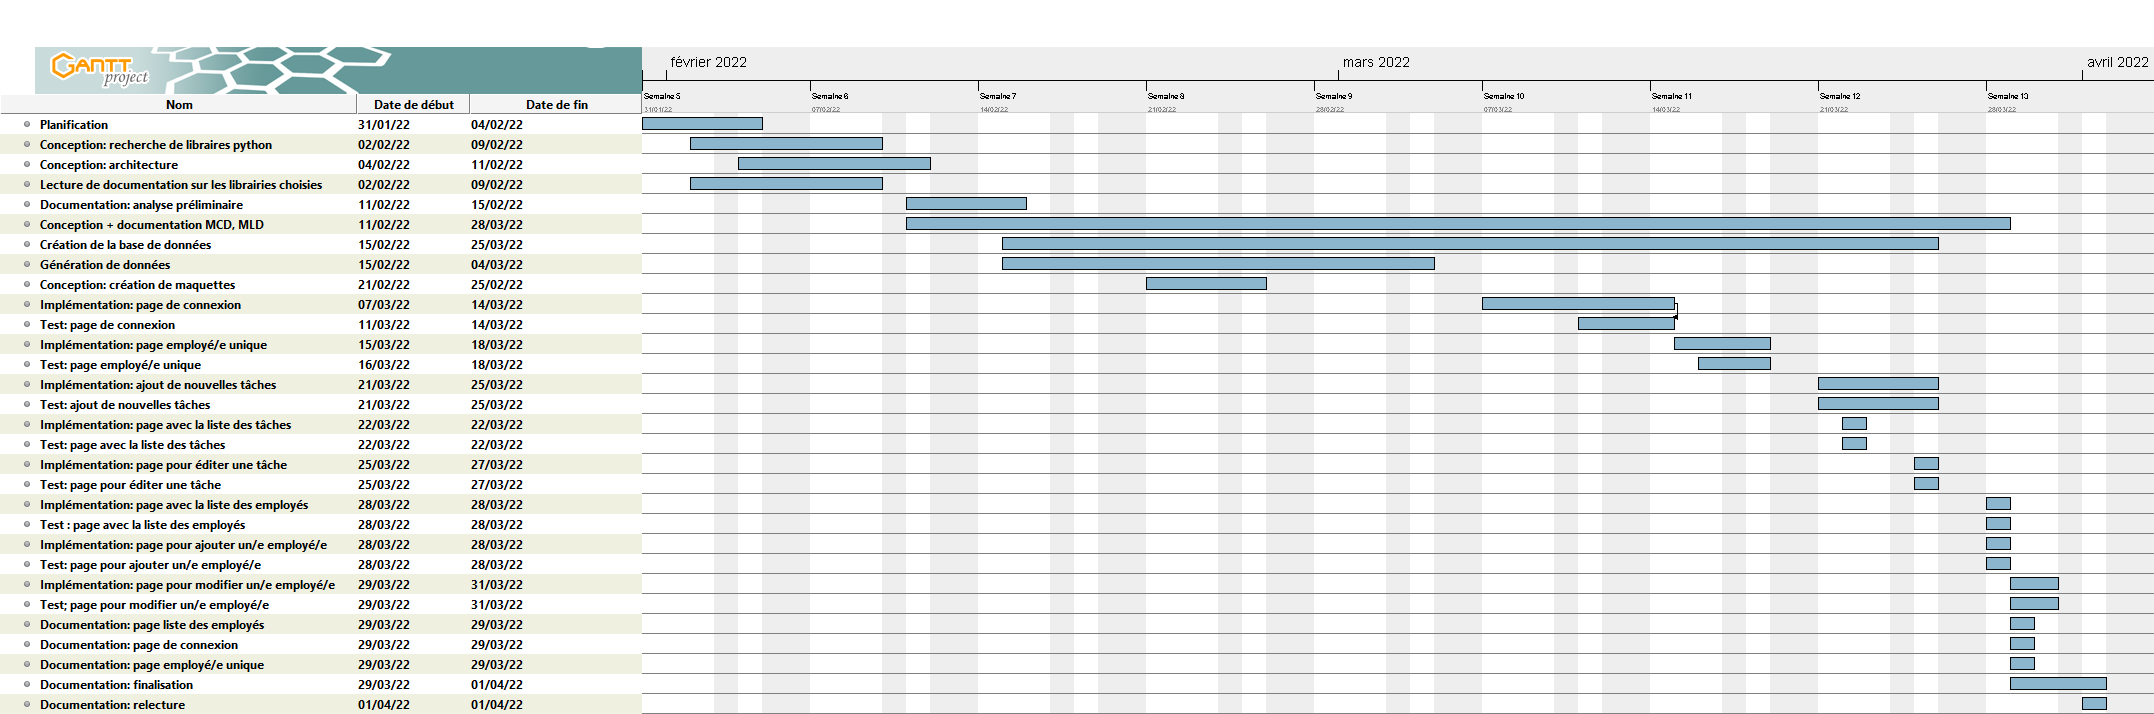 GANTT project
février 2022 mars 2022 avril 2022
Nom Date de début Date de fin
Semaine 5 Semaine 6 Semaine 7 Semaine 8 Semaine 9 Semaine 10 Semaine 11 Semaine 12 Semaine 13
31/01/22 07/02/22 14/02/22 21/02/22 28/02/22 07/03/22 14/03/22 21/03/22 28/03/22
Planification 31/01/22 04/02/22
Conception: recherche de libraires python 02/02/22 09/02/22
Conception: architecture 04/02/22 11/02/22
Lecture de documentation sur les librairies choisies 02/02/22 09/02/22
Documentation: analyse préliminaire 11/02/22 15/02/22
Conception + documentation MCD, MLD 11/02/22 28/03/22
Création de la base de données 15/02/22 25/03/22
Génération de données 15/02/22 04/03/22
Conception: création de maquettes 21/02/22 25/02/22
Implémentation: page de connexion 07/03/22 14/03/22
Test: page de connexion 11/03/22 14/03/22
Implémentation: page employé/e unique 15/03/22 18/03/22
Test: page employé/e unique 16/03/22 18/03/22
Implémentation: ajout de nouvelles tâches 21/03/22 25/03/22
Test: ajout de nouvelles tâches 21/03/22 25/03/22
Implémentation: page avec la liste des tâches 22/03/22 22/03/22
Test: page avec la liste des tâches 22/03/22 22/03/22
Implémentation: page pour éditer une tâche 25/03/22 27/03/22
Test: page pour éditer une tâche 25/03/22 27/03/22
Implémentation: page avec la liste des employés 28/03/22 28/03/22
Test : page avec la liste des employés 28/03/22 28/03/22
Implémentation: page pour ajouter un/e employé/e 28/03/22 28/03/22
Test: page pour ajouter un/e employé/e 28/03/22 28/03/22
Implémentation: page pour modifier un/e employé/e 29/03/22 31/03/22
Test; page pour modifier un/e employé/e 29/03/22 31/03/22
Documentation: page liste des employés 29/03/22 29/03/22
Documentation: page de connexion 29/03/22 29/03/22
Documentation: page employé/e unique 29/03/22 29/03/22
Documentation: finalisation 29/03/22 01/04/22
Documentation: relecture 01/04/22 01/04/22